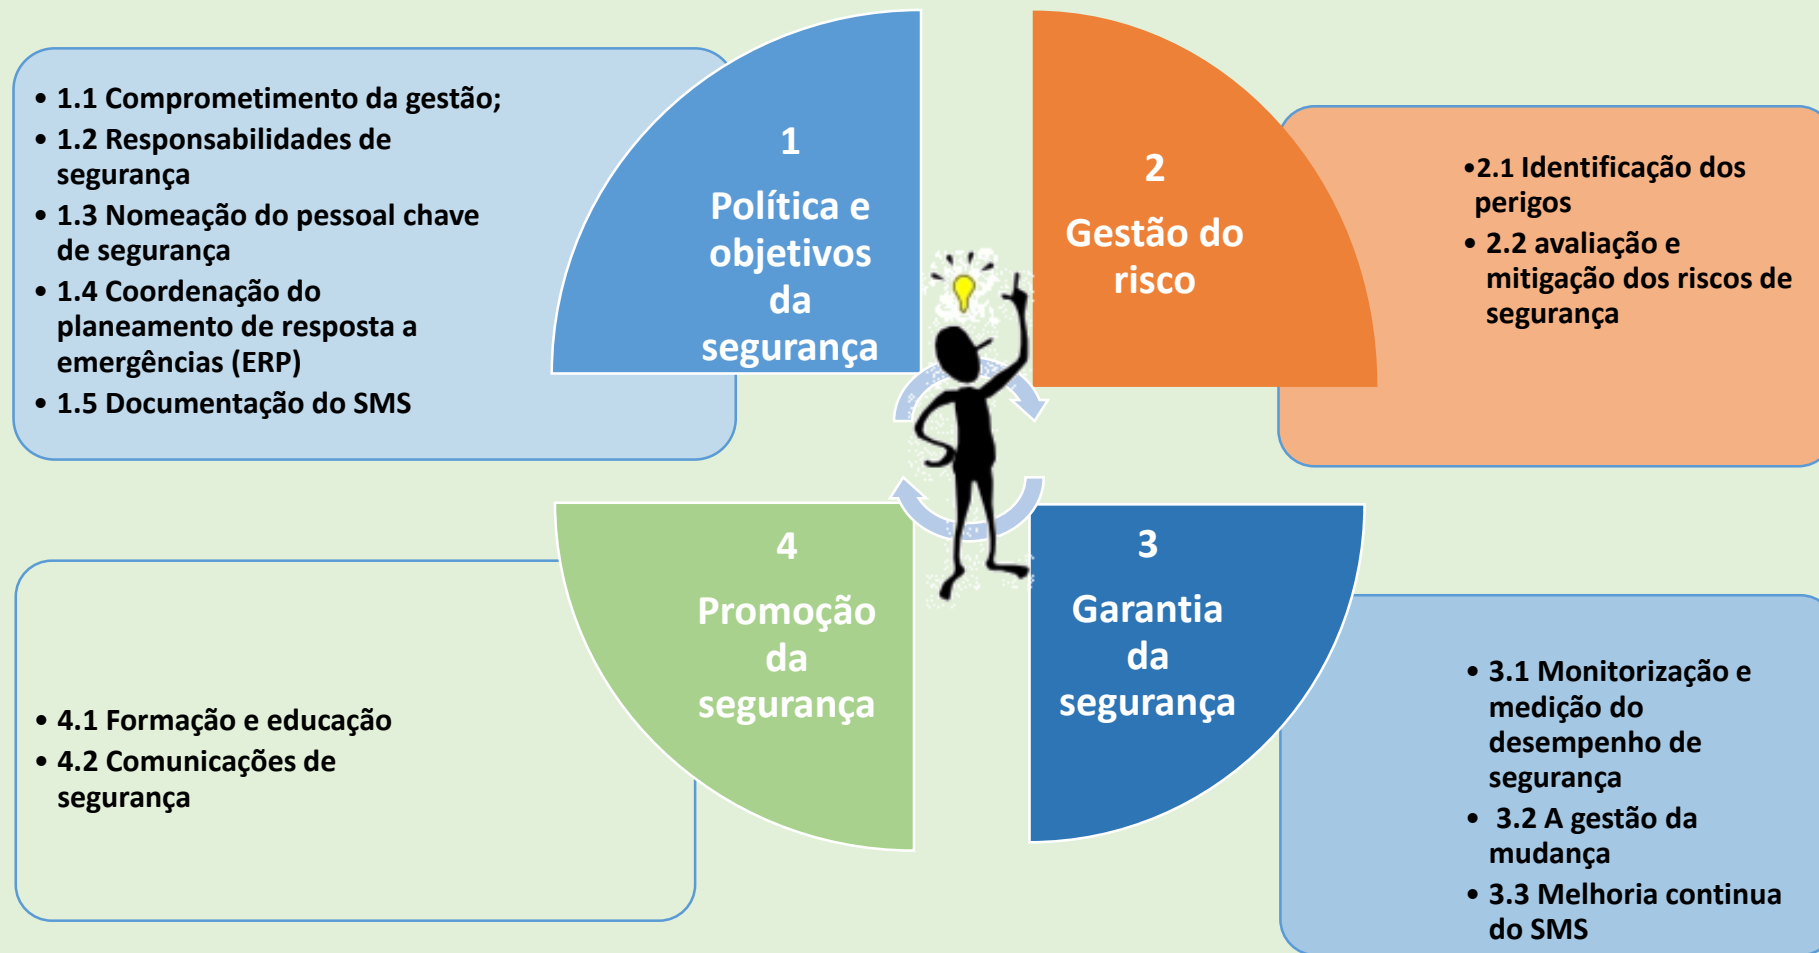 • 1.1 Comprometimento da gestão;
• 1.2 Responsabilidades de
segurança
• 1.3 Nomeação do pessoal chave
de segurança
• 1.4 Coordenação do
planeamento de resposta a
emergências (ERP)
• 1.5 Documentação do SMS
1
Política e
objetivos
da
segurança
2
Gestão do
risco
•2.1 Identificação dos
perigos
• 2.2 avaliação e
mitigação dos riscos de
segurança
• 4.1 Formação e educação
• 4.2 Comunicações de
segurança
4
Promoção
da
segurança
3
Garantia
da
segurança
• 3.1 Monitorização e
medição do
desempenho de
segurança
• 3.2 A gestão da
mudança
• 3.3 Melhoria continua
do SMS